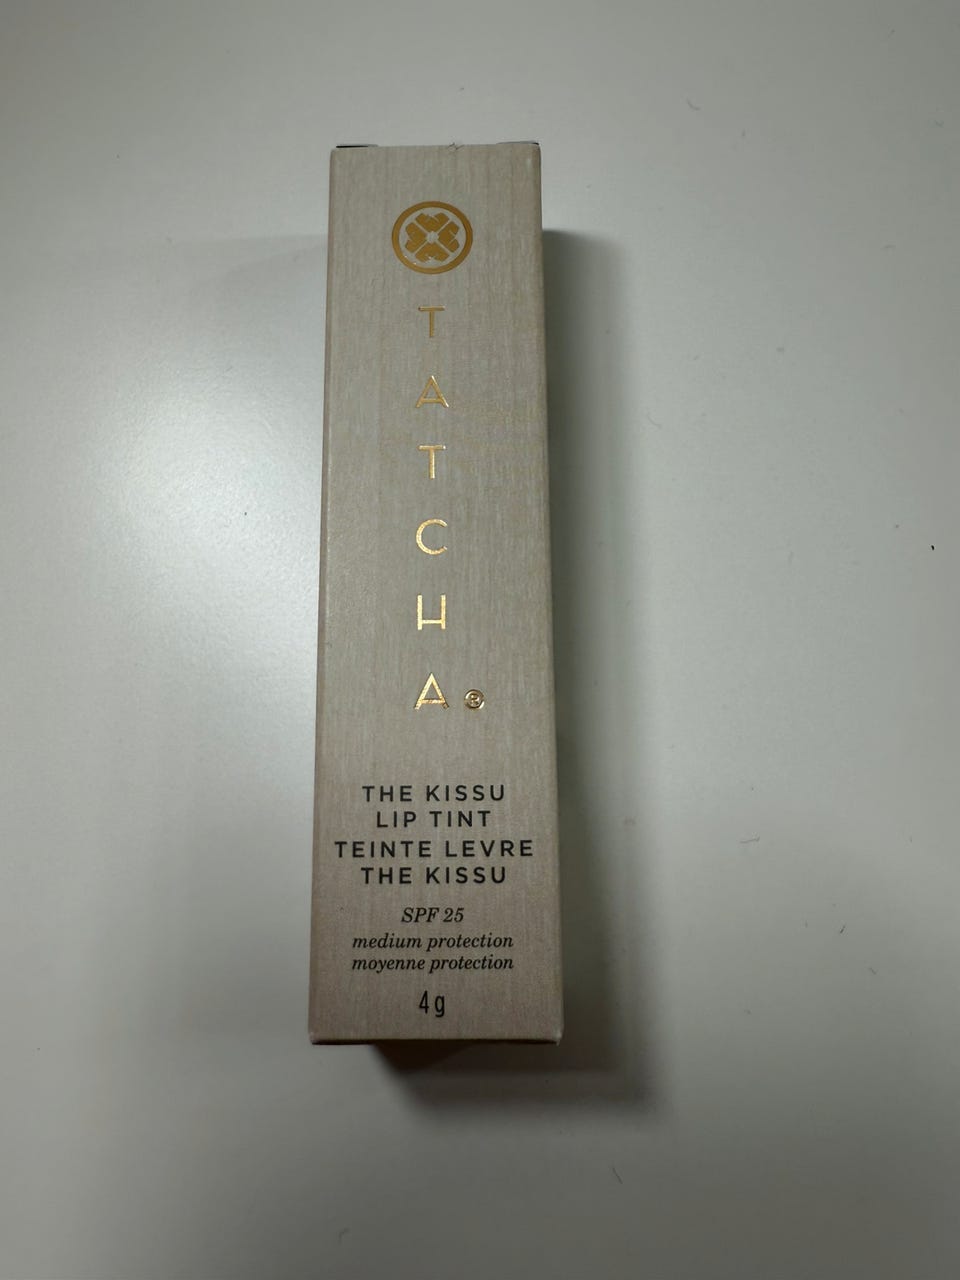 TATCHA®
THE KISSU
LIP TINT
TEINTE LEVRE
THE KISSU
SPF 25
medium protection
moyenne protection
4g